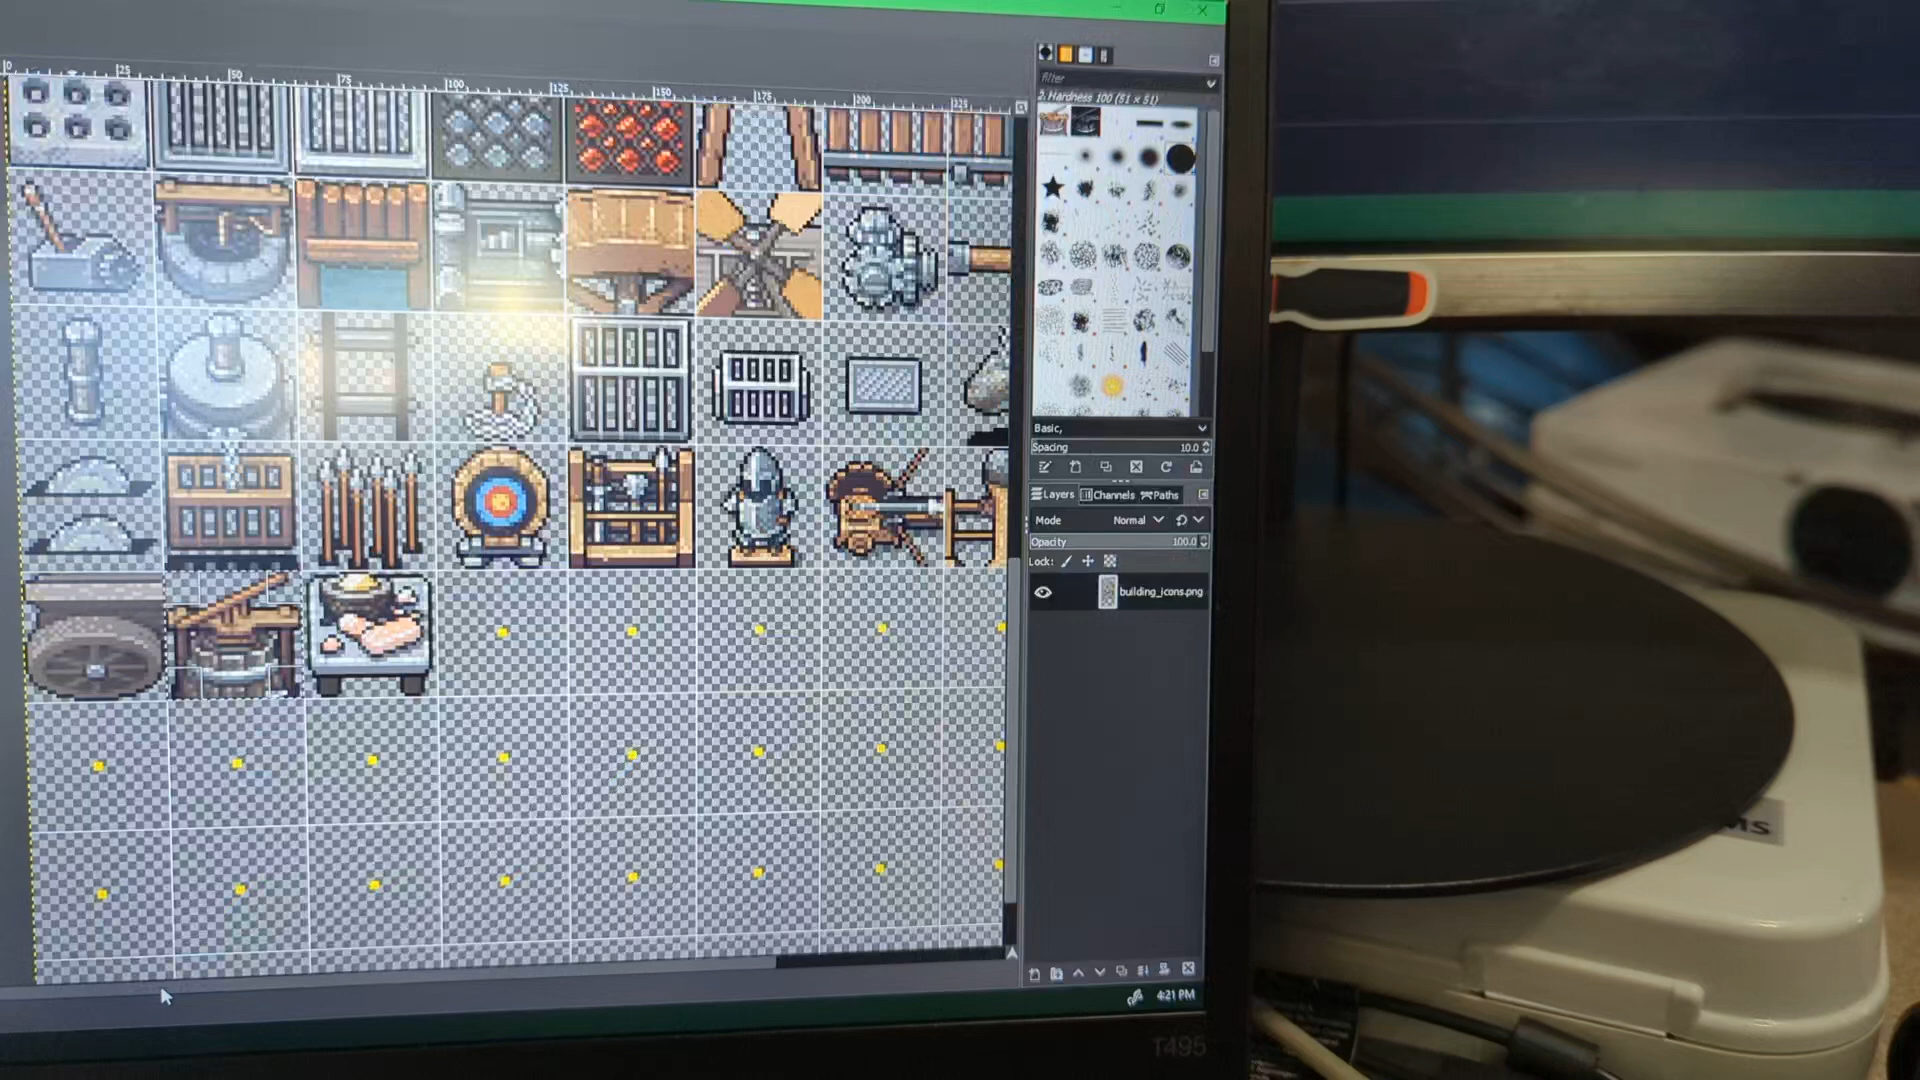 0 25 50 75 100 125 150 175 200 225
filter
2. Hardness 100 (51 × 51)
Basic,
Spacing 10.0
Layers Channels Paths
Mode Normal
Opacity 100.0
Lock:
building_icons.png
4:21 PM
T495